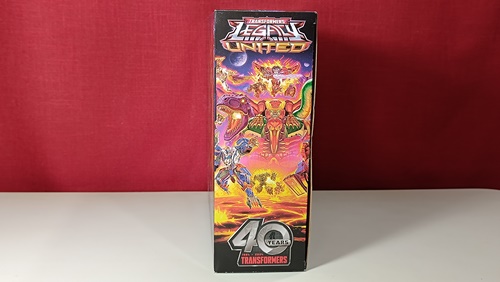 TRANSFORMERS
LEGACY
UNITED
40
YEARS
TRANSFORMERS